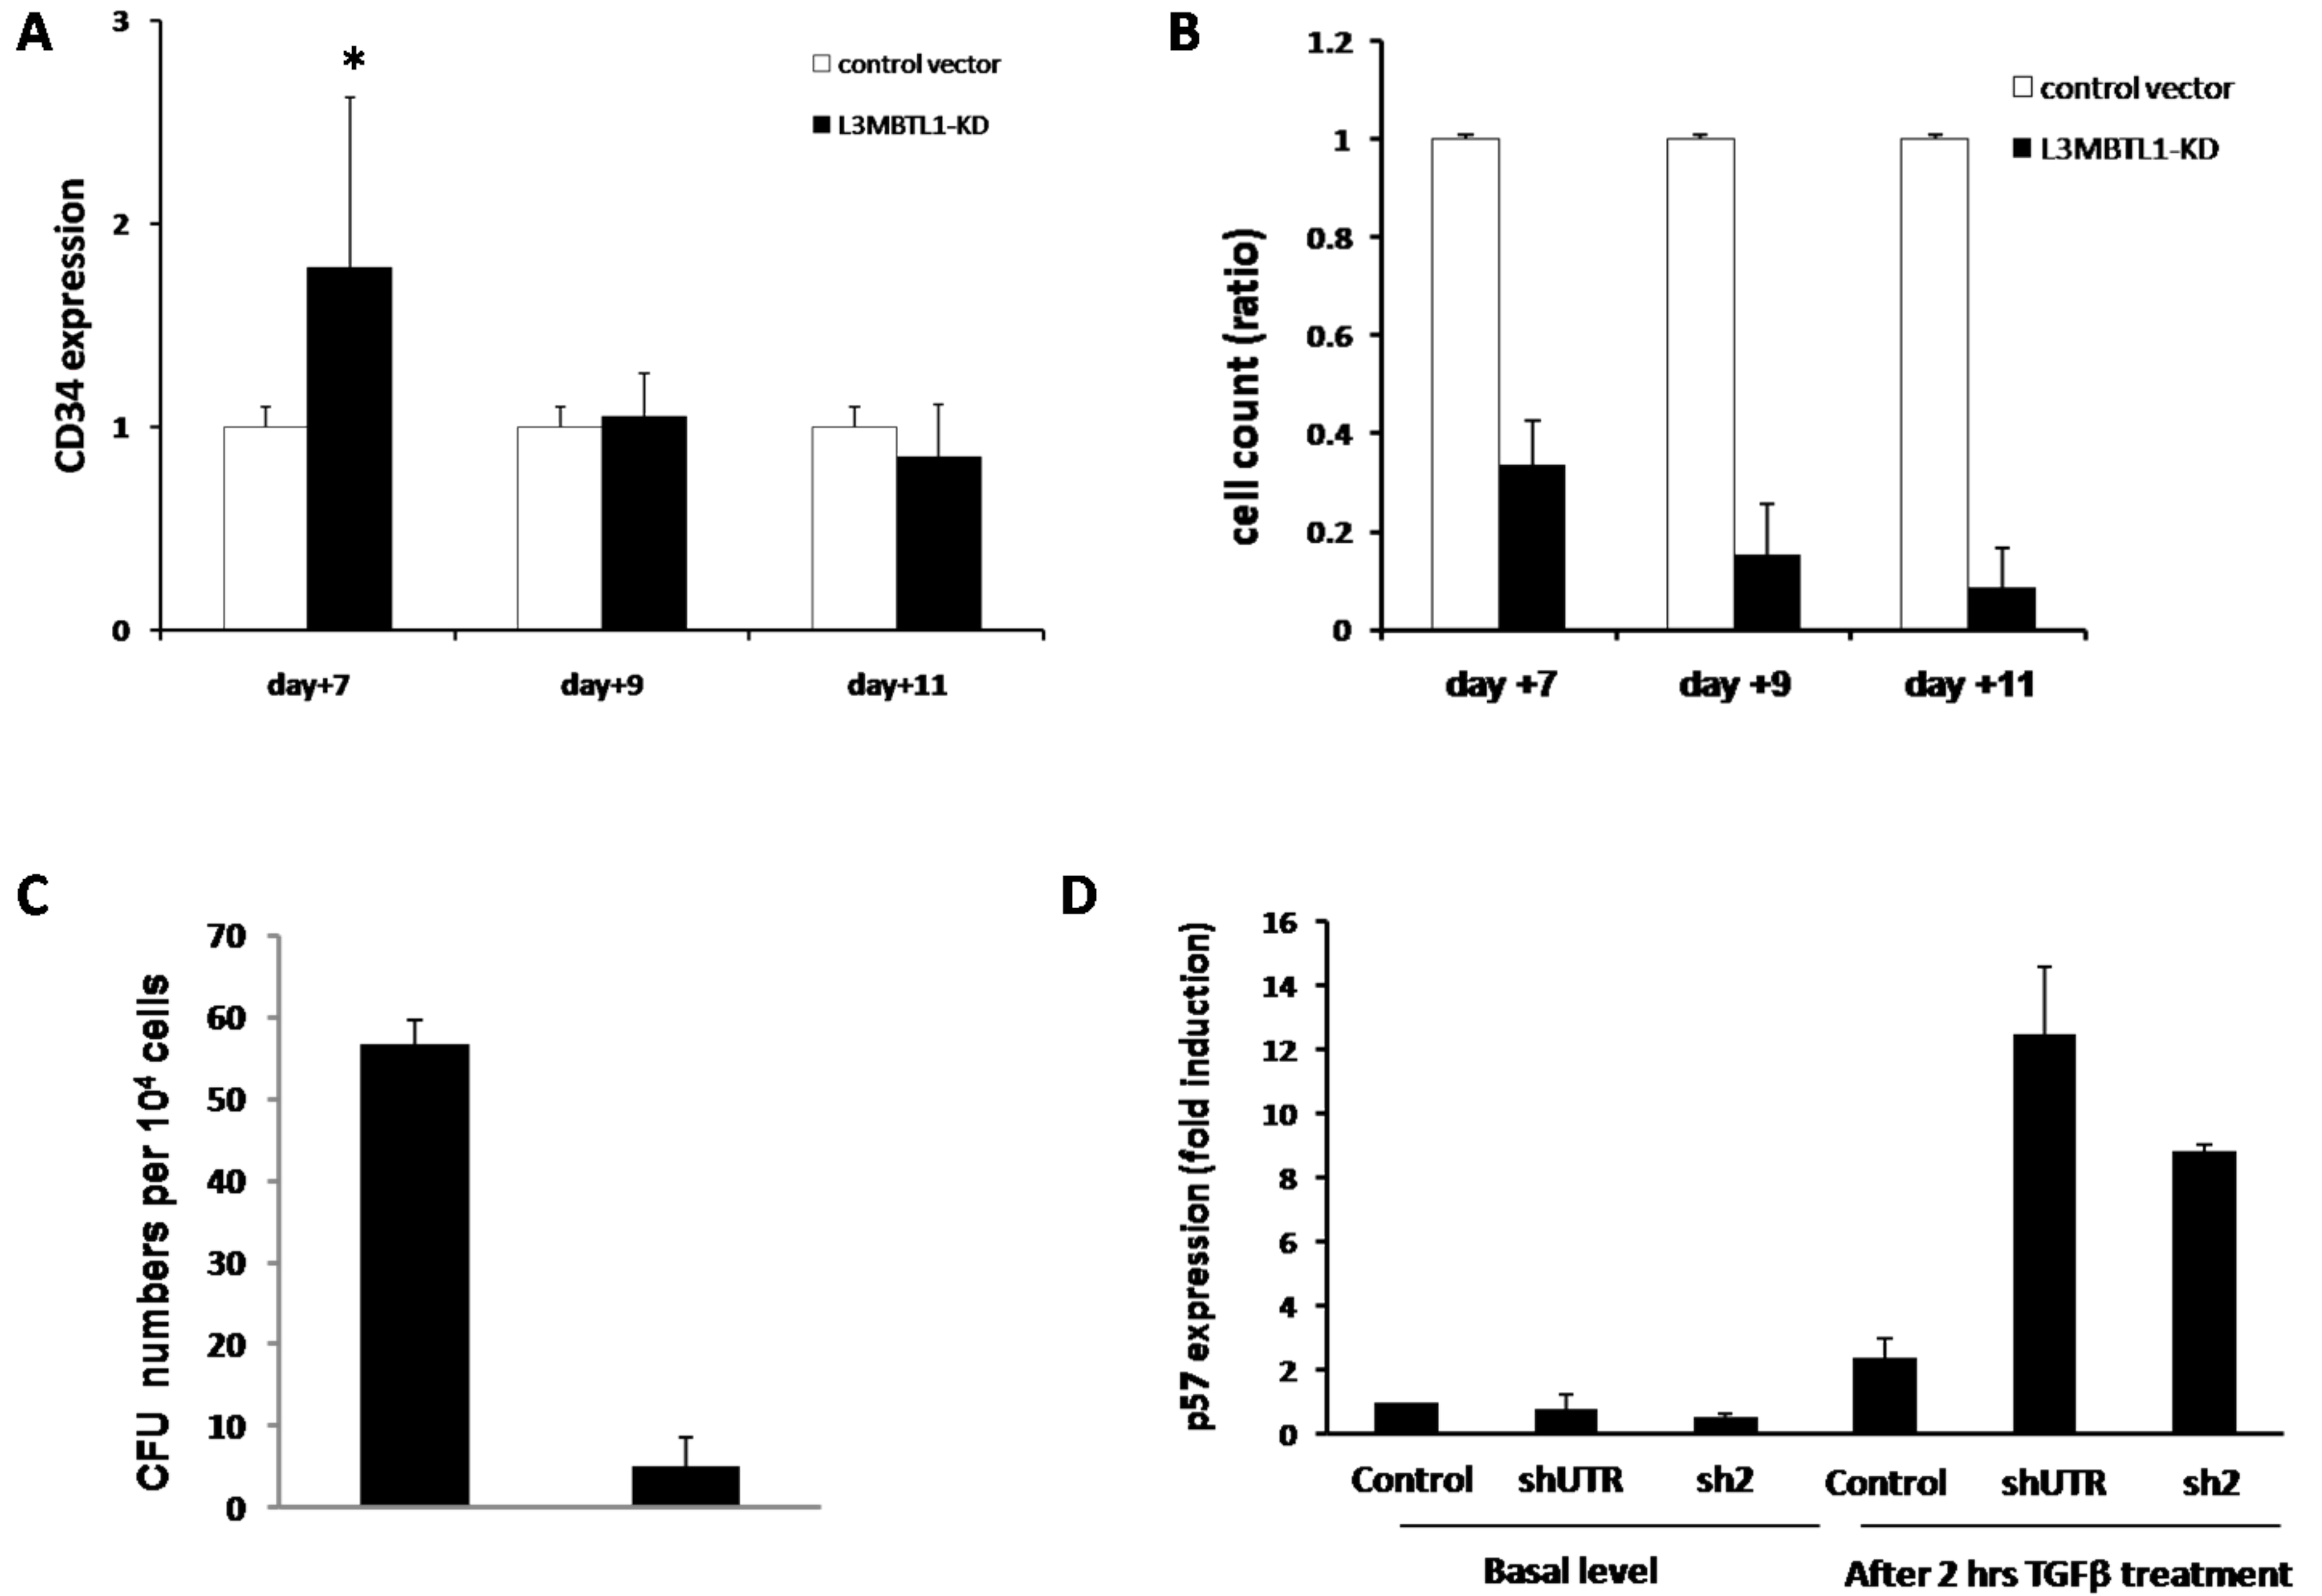 A
3
2
1
0
CD34 expression
*
control vector
L3MBTL1-KD
day+7
day+9
day+11
B
1.2
1
0.8
0.6
0.4
0.2
0
cell count (ratio)
control vector
L3MBTL1-KD
day +7
day +9
day +11
C
70
60
50
40
30
20
10
0
CFU numbers per 10⁴ cells
D
16
14
12
10
8
6
4
2
0
p57 expression (fold induction)
Control
shUTR
sh2
Control
shUTR
sh2
Basal level
After 2 hrs TGFβ treatment